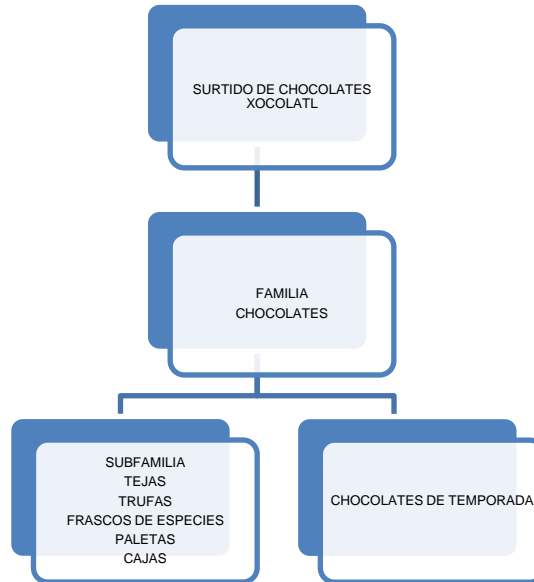 SURTIDO DE CHOCOLATES
XOCOLATL
FAMILIA
CHOCOLATES
SUBFAMILIA
TEJAS
TRUFAS
FRASCOS DE ESPECIES
PALETAS
CAJAS
CHOCOLATES DE TEMPORADA